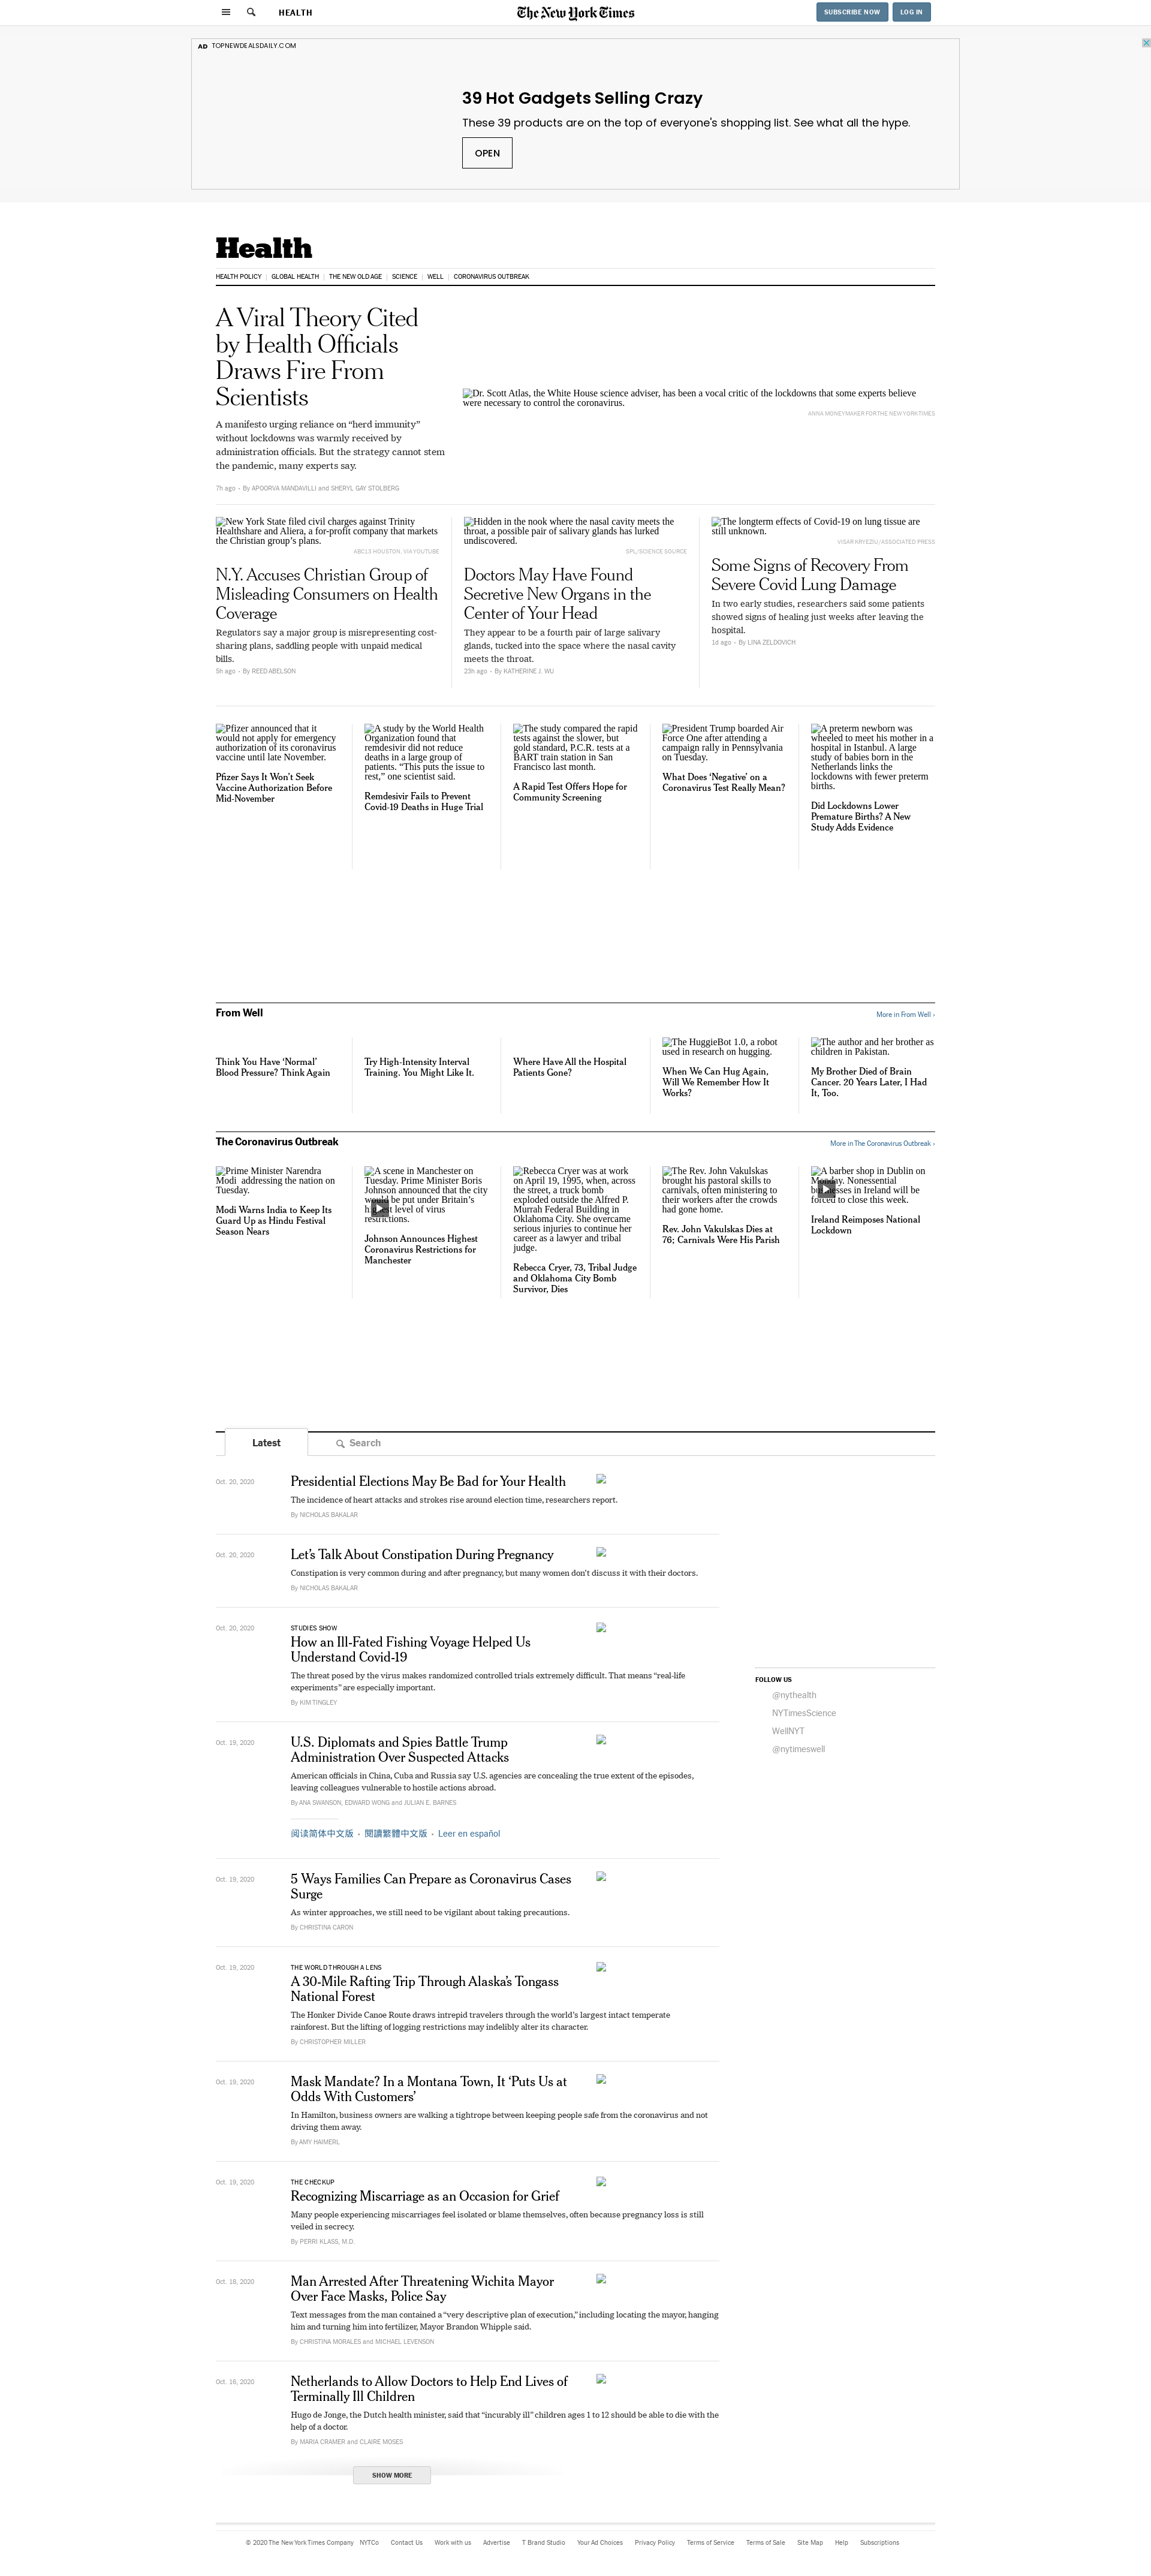 HEALTH
The New York Times
SUBSCRIBE NOW
LOG IN
AD TOPNEWDEALSDAILY.COM
39 Hot Gadgets Selling Crazy
These 39 products are on the top of everyone's shopping list. See what all the hype.
OPEN
Health
HEALTH POLICY
GLOBAL HEALTH
THE NEW OLD AGE
SCIENCE
WELL
CORONAVIRUS OUTBREAK
A Viral Theory Cited
by Health Officials
Draws Fire From
Scientists
A manifesto urging reliance on “herd immunity”
without lockdowns was warmly received by
administration officials. But the strategy cannot stem
the pandemic, many experts say.
7h ago • By APOORVA MANDAVILLI and SHERYL GAY STOLBERG
Dr. Scott Atlas, the White House science adviser, has been a vocal critic of the lockdowns that some experts believe
were necessary to control the coronavirus.
ANNA MONEYMAKER FOR THE NEW YORK TIMES
New York State filed civil charges against Trinity
Healthshare and Aliera, a for-profit company that markets
the Christian group’s plans.
ABC13 HOUSTON, VIA YOUTUBE
N.Y. Accuses Christian Group of
Misleading Consumers on Health
Coverage
Regulators say a major group is misrepresenting cost-
sharing plans, saddling people with unpaid medical
bills.
5h ago • By REED ABELSON
Hidden in the nook where the nasal cavity meets the
throat, a possible pair of salivary glands has lurked
undiscovered.
SPL/SCIENCE SOURCE
Doctors May Have Found
Secretive New Organs in the
Center of Your Head
They appear to be a fourth pair of large salivary
glands, tucked into the space where the nasal cavity
meets the throat.
23h ago • By KATHERINE J. WU
The longterm effects of Covid-19 on lung tissue are
still unknown.
VISAR KRYEZIU/ASSOCIATED PRESS
Some Signs of Recovery From
Severe Covid Lung Damage
In two early studies, researchers said some patients
showed signs of healing just weeks after leaving the
hospital.
1d ago • By LINA ZELDOVICH
Pfizer announced that it
would not apply for emergency
authorization of its coronavirus
vaccine until late November.
Pfizer Says It Won’t Seek
Vaccine Authorization Before
Mid-November
A study by the World Health
Organization found that
remdesivir did not reduce
deaths in a large group of
patients. “This puts the issue to
rest,” one scientist said.
Remdesivir Fails to Prevent
Covid-19 Deaths in Huge Trial
The study compared the rapid
tests against the slower, but
gold standard, P.C.R. tests at a
BART train station in San
Francisco last month.
A Rapid Test Offers Hope for
Community Screening
President Trump boarded Air
Force One after attending a
campaign rally in Pennsylvania
on Tuesday.
What Does ‘Negative’ on a
Coronavirus Test Really Mean?
A preterm newborn was
wheeled to meet his mother in a
hospital in Istanbul. A large
study of babies born in the
Netherlands links the
lockdowns with fewer preterm
births.
Did Lockdowns Lower
Premature Births? A New
Study Adds Evidence
From Well
More in From Well ›
Think You Have ‘Normal’
Blood Pressure? Think Again
Try High-Intensity Interval
Training. You Might Like It.
Where Have All the Hospital
Patients Gone?
The HuggieBot 1.0, a robot
used in research on hugging.
When We Can Hug Again,
Will We Remember How It
Works?
The author and her brother as
children in Pakistan.
My Brother Died of Brain
Cancer. 20 Years Later, I Had
It, Too.
The Coronavirus Outbreak
More in The Coronavirus Outbreak ›
Prime Minister Narendra
Modi addressing the nation on
Tuesday.
Modi Warns India to Keep Its
Guard Up as Hindu Festival
Season Nears
A scene in Manchester on
Tuesday. Prime Minister Boris
Johnson announced that the city
would be put under Britain’s
highest level of virus
restrictions.
Johnson Announces Highest
Coronavirus Restrictions for
Manchester
Rebecca Cryer was at work
on April 19, 1995, when, across
the street, a truck bomb
exploded outside the Alfred P.
Murrah Federal Building in
Oklahoma City. She overcame
serious injuries to continue her
career as a lawyer and tribal
judge.
Rebecca Cryer, 73, Tribal Judge
and Oklahoma City Bomb
Survivor, Dies
The Rev. John Vakulskas
brought his pastoral skills to
carnivals, often ministering to
their workers after the crowds
had gone home.
Rev. John Vakulskas Dies at
76; Carnivals Were His Parish
A barber shop in Dublin on
Monday. Nonessential
businesses in Ireland will be
forced to close this week.
Ireland Reimposes National
Lockdown
Latest
Search
Oct. 20, 2020
Presidential Elections May Be Bad for Your Health
The incidence of heart attacks and strokes rise around election time, researchers report.
By NICHOLAS BAKALAR
Oct. 20, 2020
Let’s Talk About Constipation During Pregnancy
Constipation is very common during and after pregnancy, but many women don’t discuss it with their doctors.
By NICHOLAS BAKALAR
Oct. 20, 2020
STUDIES SHOW
How an Ill-Fated Fishing Voyage Helped Us
Understand Covid-19
The threat posed by the virus makes randomized controlled trials extremely difficult. That means “real-life
experiments” are especially important.
By KIM TINGLEY
FOLLOW US
@nythealth
NYTimesScience
WellNYT
@nytimeswell
Oct. 19, 2020
U.S. Diplomats and Spies Battle Trump
Administration Over Suspected Attacks
American officials in China, Cuba and Russia say U.S. agencies are concealing the true extent of the episodes,
leaving colleagues vulnerable to hostile actions abroad.
By ANA SWANSON, EDWARD WONG and JULIAN E. BARNES
阅读简体中文版 • 閱讀繁體中文版 • Leer en español
Oct. 19, 2020
5 Ways Families Can Prepare as Coronavirus Cases
Surge
As winter approaches, we still need to be vigilant about taking precautions.
By CHRISTINA CARON
Oct. 19, 2020
THE WORLD THROUGH A LENS
A 30-Mile Rafting Trip Through Alaska’s Tongass
National Forest
The Honker Divide Canoe Route draws intrepid travelers through the world’s largest intact temperate
rainforest. But the lifting of logging restrictions may indelibly alter its character.
By CHRISTOPHER MILLER
Oct. 19, 2020
Mask Mandate? In a Montana Town, It ‘Puts Us at
Odds With Customers’
In Hamilton, business owners are walking a tightrope between keeping people safe from the coronavirus and not
driving them away.
By AMY HAIMERL
Oct. 19, 2020
THE CHECKUP
Recognizing Miscarriage as an Occasion for Grief
Many people experiencing miscarriages feel isolated or blame themselves, often because pregnancy loss is still
veiled in secrecy.
By PERRI KLASS, M.D.
Oct. 18, 2020
Man Arrested After Threatening Wichita Mayor
Over Face Masks, Police Say
Text messages from the man contained a “very descriptive plan of execution,” including locating the mayor, hanging
him and turning him into fertilizer, Mayor Brandon Whipple said.
By CHRISTINA MORALES and MICHAEL LEVENSON
Oct. 16, 2020
Netherlands to Allow Doctors to Help End Lives of
Terminally Ill Children
Hugo de Jonge, the Dutch health minister, said that “incurably ill” children ages 1 to 12 should be able to die with the
help of a doctor.
By MARIA CRAMER and CLAIRE MOSES
SHOW MORE
© 2020 The New York Times Company NYTCo Contact Us Work with us Advertise T Brand Studio Your Ad Choices Privacy Policy Terms of Service Terms of Sale Site Map Help Subscriptions